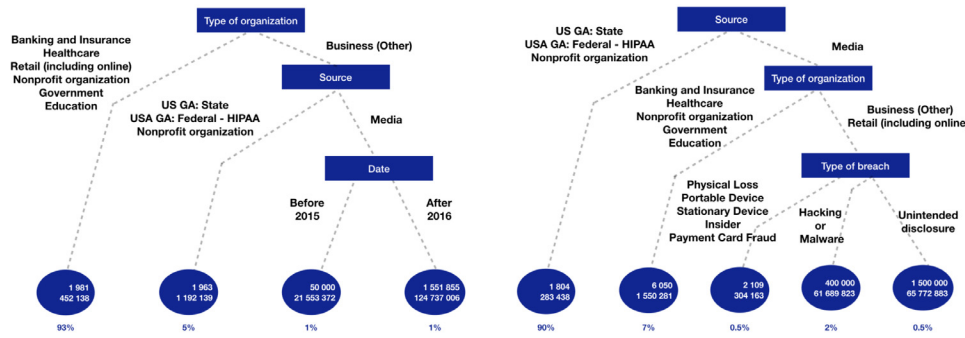 Type of organization
Banking and Insurance
Healthcare
Retail (including online)
Nonprofit organization
Government
Education
Business (Other)
Source
US GA: State
USA GA: Federal - HIPAA
Nonprofit organization
Media
Date
Before
2015
After
2016
1 981
452 138
93%
1 963
1 192 139
5%
50 000
21 553 372
1%
1 551 855
124 737 006
1%
Source
US GA: State
USA GA: Federal - HIPAA
Nonprofit organization
Media
Type of organization
Banking and Insurance
Healthcare
Nonprofit organization
Government
Education
Business (Other)
Retail (including online
Type of breach
Physical Loss
Portable Device
Stationary Device
Insider
Payment Card Fraud
Hacking
or
Malware
Unintended
disclosure
1 804
283 438
90%
6 050
1 550 281
7%
2 109
304 163
0.5%
400 000
61 689 823
2%
1 500 000
65 772 883
0.5%